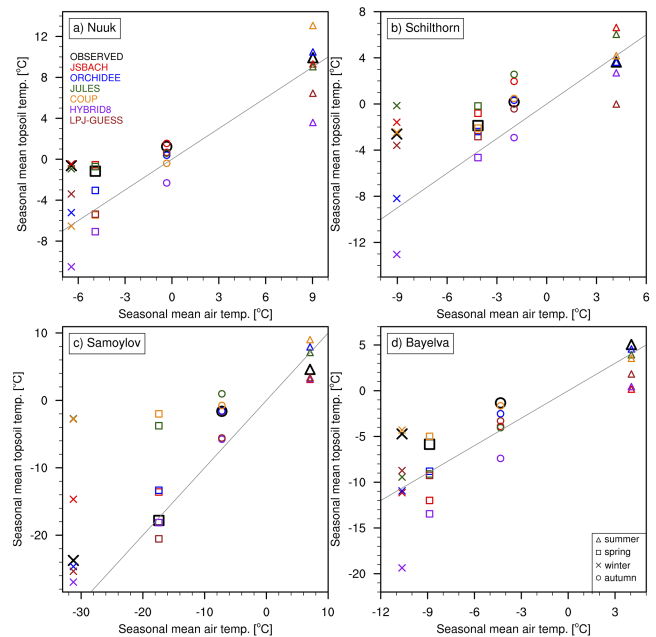 a) Nuuk
OBSERVED
JSBACH
ORCHIDEE
JULES
COUP
HYBRID8
LPJ-GUESS
12
8
4
0
-4
-8
-6
-3
0
3
6
9
Seasonal mean topsoil temp. [°C]
Seasonal mean air temp. [°C]
b) Schilthorn
8
4
0
-4
-8
-12
-9
-6
-3
0
3
6
Seasonal mean topsoil temp. [°C]
Seasonal mean air temp. [°C]
c) Samoylov
10
0
-10
-20
-30
-20
-10
0
10
Seasonal mean topsoil temp. [°C]
Seasonal mean air temp. [°C]
d) Bayelva
5
0
-5
-10
-15
-20
-12
-9
-6
-3
0
3
Seasonal mean topsoil temp. [°C]
Seasonal mean air temp. [°C]
summer
spring
winter
autumn